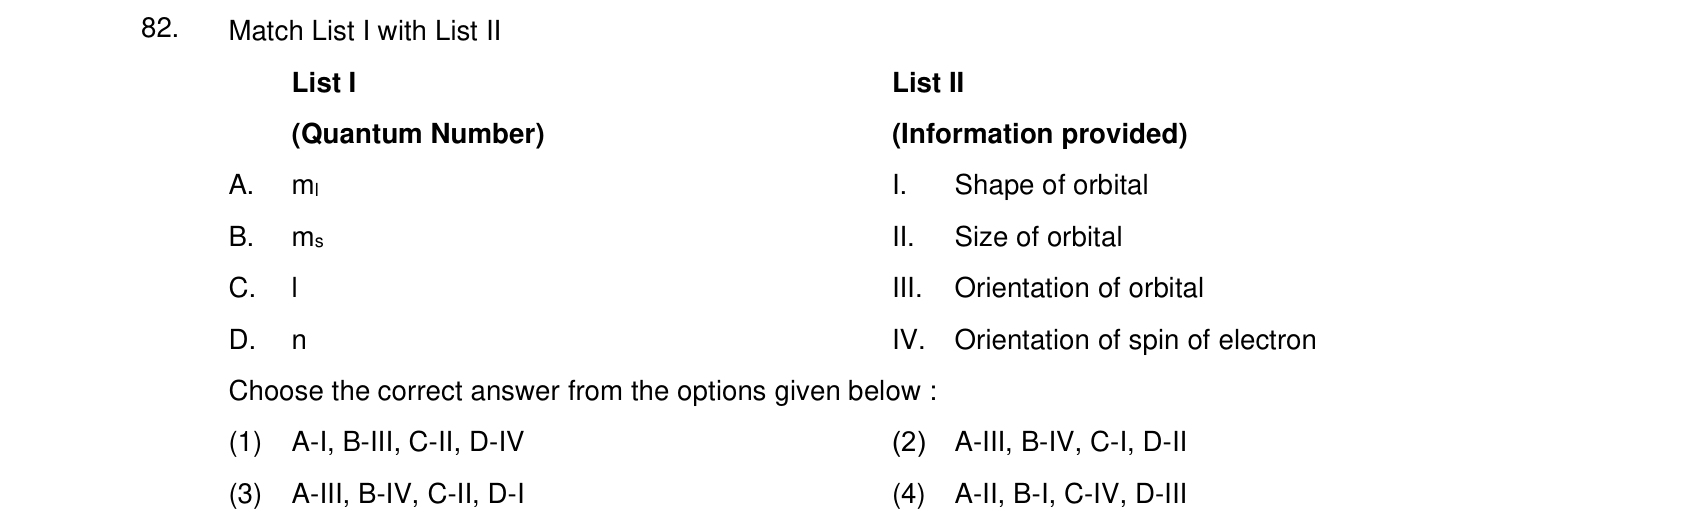 82. Match List I with List II
List I List II
(Quantum Number) (Information provided)
A. ml I. Shape of orbital
B. ms II. Size of orbital
C. l III. Orientation of orbital
D. n IV. Orientation of spin of electron
Choose the correct answer from the options given below :
(1) A-I, B-III, C-II, D-IV (2) A-III, B-IV, C-I, D-II
(3) A-III, B-IV, C-II, D-I (4) A-II, B-I, C-IV, D-III